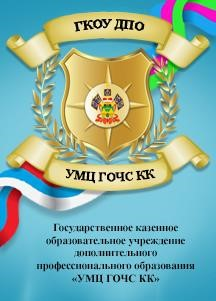 ГКОУ ДПО
УМЦ ГОЧС КК
Государственное казенное
образовательное учреждение
дополнительного
профессионального образования
«УМЦ ГОЧС КК»